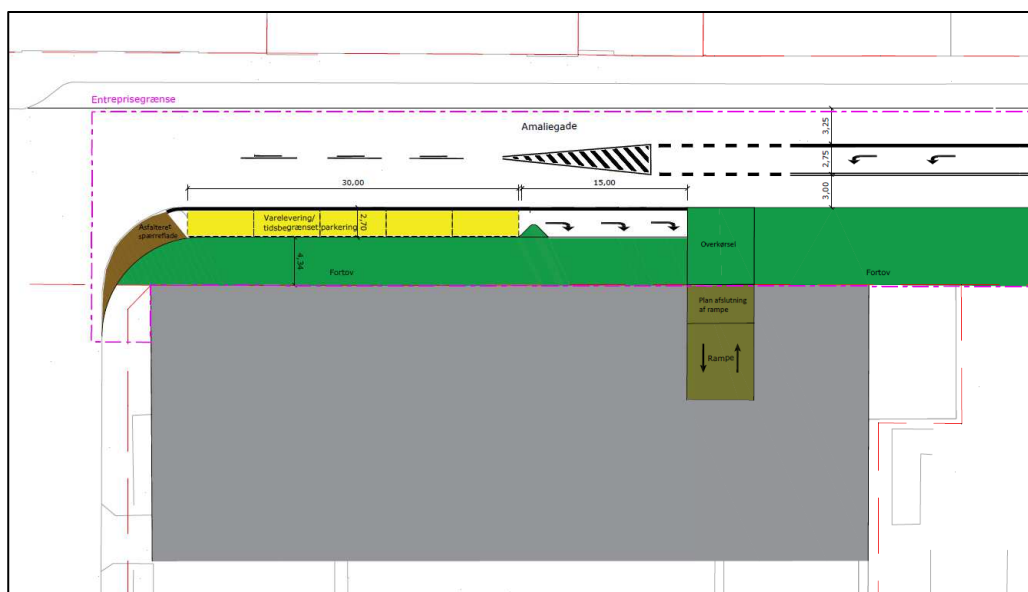 Entreprisegrænse
Amaliegade
3,25
2,75
3,00
30,00
15,00
Asfalteret
spærreflade
Varelevering/
tidsbegrænset parkering
2,70
4,34
Fortov
Overkørsel
Fortov
Plan afslutning
af rampe
Rampe